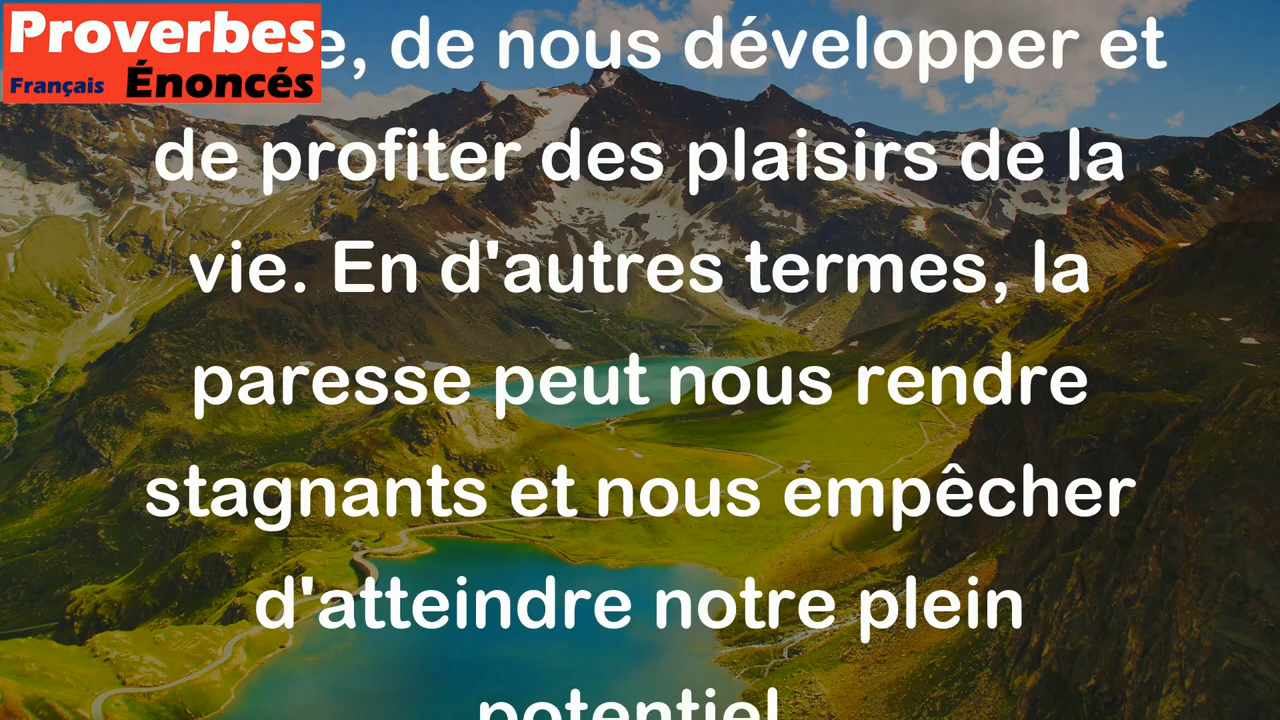 Proverbes
Français Énoncés
e, de nous développer et
de profiter des plaisirs de la
vie. En d'autres termes, la
paresse peut nous rendre
stagnants et nous empêcher
d'atteindre notre plein
potentiel